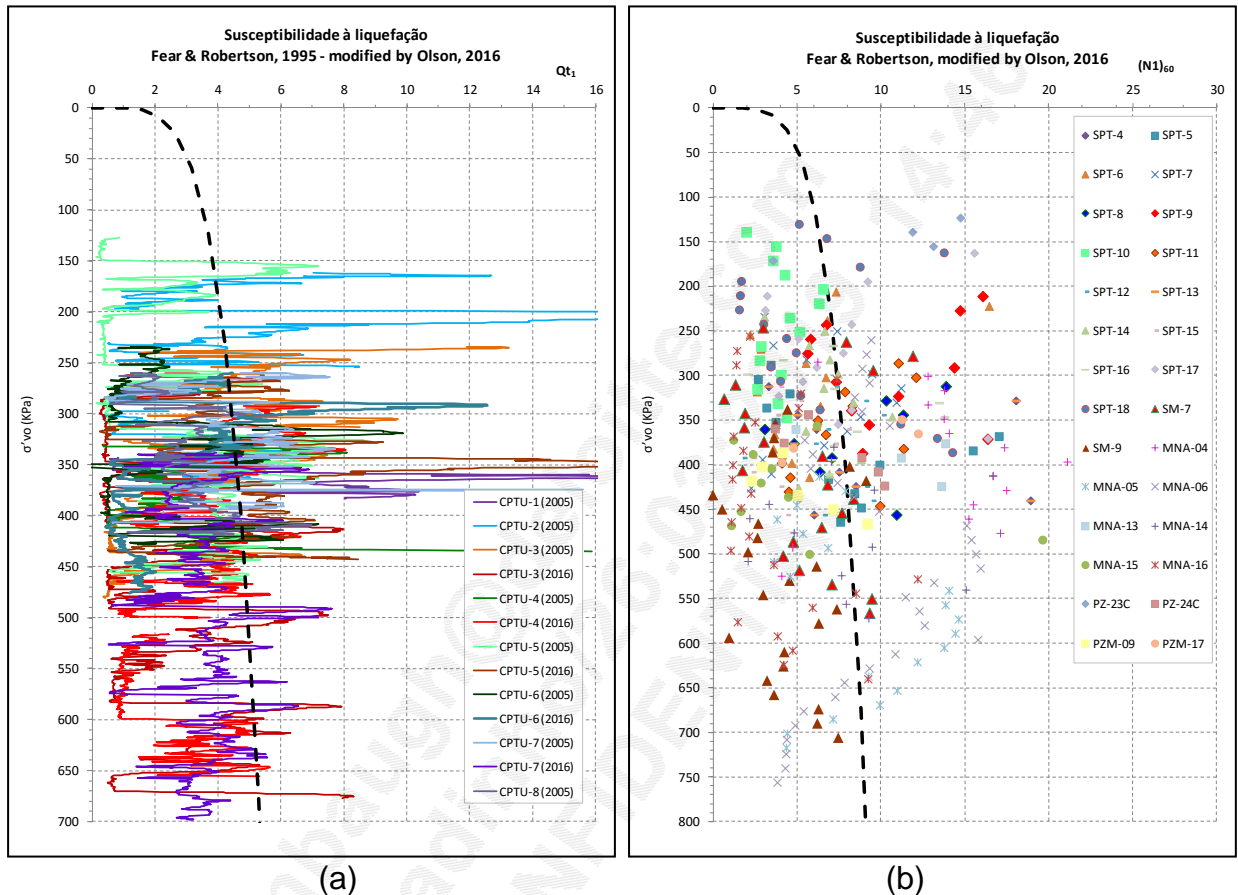 Susceptibilidade à liquefação
Fear & Robertson, 1995 - modified by Olson, 2016
Qt1
0 2 4 6 8 10 12 14 16
0
50
100
150
200
250
300
350
400
450
500
550
600
650
700
σ'vo (KPa)
CPTU-1 (2005)
CPTU-2 (2005)
CPTU-3 (2005)
CPTU-3 (2016)
CPTU-4 (2005)
CPTU-4 (2016)
CPTU-5 (2005)
CPTU-5 (2016)
CPTU-6 (2005)
CPTU-6 (2016)
CPTU-7 (2005)
CPTU-7 (2016)
CPTU-8 (2005)
(a)
Susceptibilidade à liquefação
Fear & Robertson, modified by Olson, 2016
(N1)60
0 5 10 15 20 25 30
0
50
100
150
200
250
300
350
400
450
500
550
600
650
700
750
800
σ'vo (KPa)
SPT-4 SPT-5
SPT-6 SPT-7
SPT-8 SPT-9
SPT-10 SPT-11
SPT-12 SPT-13
SPT-14 SPT-15
SPT-16 SPT-17
SPT-18 SM-7
SM-9 MNA-04
MNA-05 MNA-06
MNA-13 MNA-14
MNA-15 MNA-16
PZ-23C PZ-24C
PZM-09 PZM-17
(b)